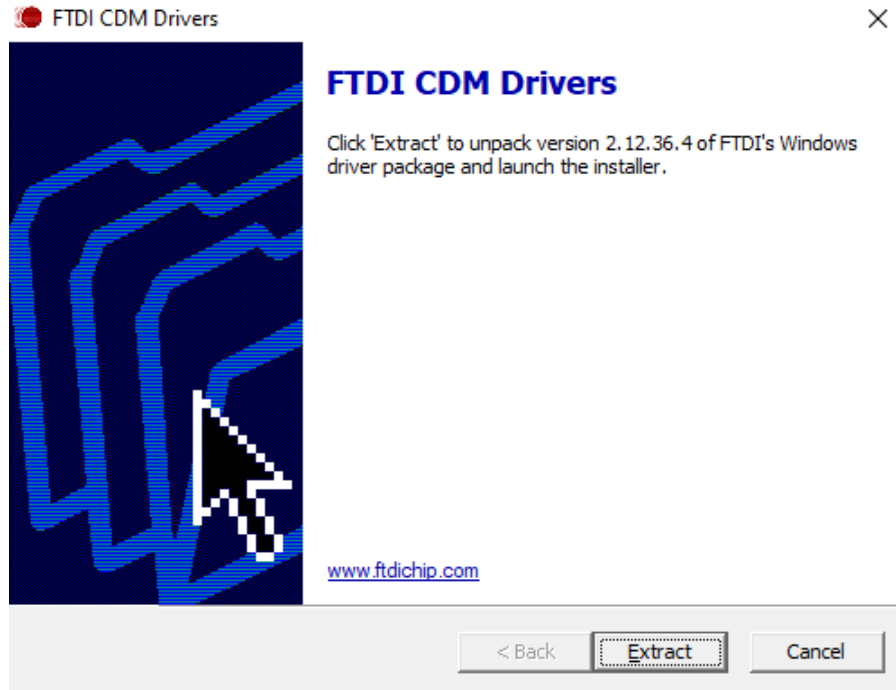 FTDI CDM Drivers
FTDI CDM Drivers
Click 'Extract' to unpack version 2.12.36.4 of FTDI's Windows
driver package and launch the installer.
www.ftdichip.com
< Back
Extract
Cancel